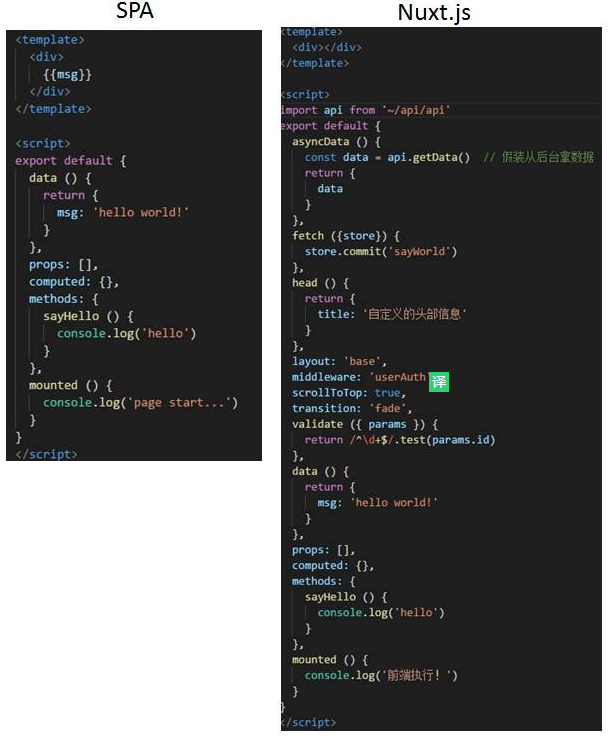 SPA
<template>
  <div>
    {{msg}}
  </div>
</template>

<script>
export default {
  data () {
    return {
      msg: 'hello world!'
    }
  },
  props: [],
  computed: {},
  methods: {
    sayHello () {
      console.log('hello')
    }
  },
  mounted () {
    console.log('page start...')
  }
}
</script>
Nuxt.js
<template>
  <div></div>
</template>

<script>
import api from '~/api/api'
export default {
  asyncData () {
    const data = api.getData()  // 假装从后台拿数据
    return {
      data
    }
  },
  fetch ({store}) {
    store.commit('sayWorld')
  },
  head () {
    return {
      title: '自定义的头部信息'
    }
  },
  layout: 'base',
  middleware: 'userAuth'
  译
  scrollToTop: true,
  transition: 'fade',
  validate ({ params }) {
    return /^\d+$/.test(params.id)
  },
  data () {
    return {
      msg: 'hello world!'
    }
  },
  props: [],
  computed: {},
  methods: {
    sayHello () {
      console.log('hello')
    }
  },
  mounted () {
    console.log('前端执行！')
  }
}
</script>